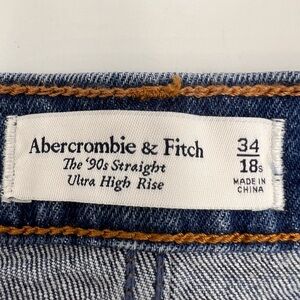 Abercrombie & Fitch
The '90s Straight
Ultra High Rise
34
18s
MADE IN
CHINA